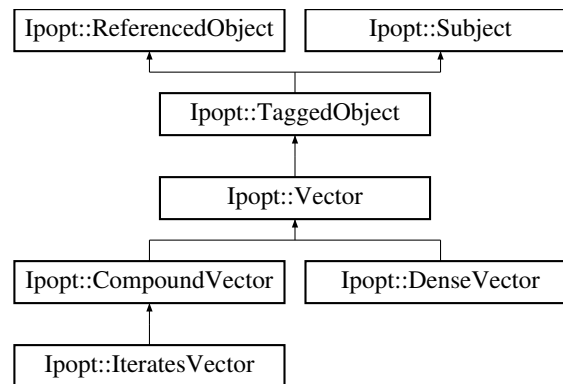 Ipopt::ReferencedObject
Ipopt::Subject
Ipopt::TaggedObject
Ipopt::Vector
Ipopt::CompoundVector
Ipopt::DenseVector
Ipopt::IteratesVector